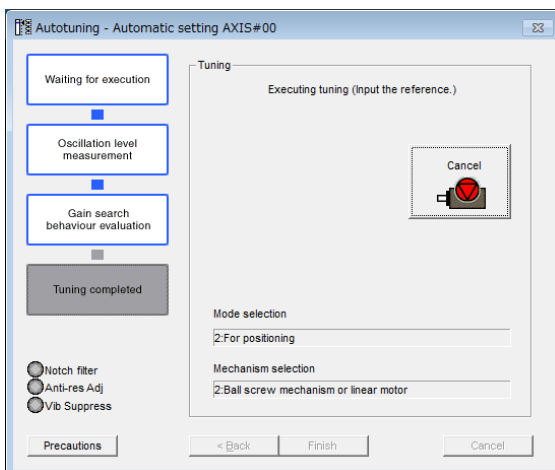 Autotuning - Automatic setting AXIS#00
Waiting for execution
Oscillation level
measurement
Gain search
behaviour evaluation
Tuning completed
Notch filter
Anti-res Adj
Vib Suppress
Tuning
Executing tuning (Input the reference.)
Cancel
Mode selection
2:For positioning
Mechanism selection
2:Ball screw mechanism or linear motor
Precautions
< Back
Finish
Cancel